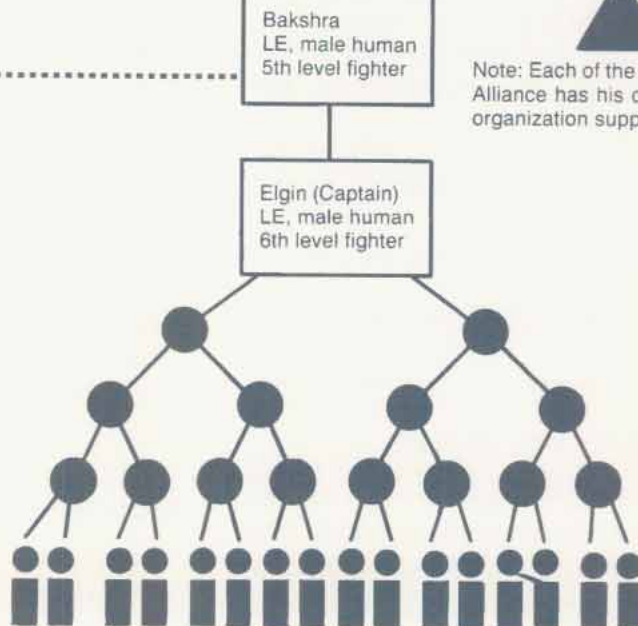 Bakshra
LE, male human
5th level fighter
Note: Each of the
Alliance has his
organization supp
Elgin (Captain)
LE, male human
6th level fighter